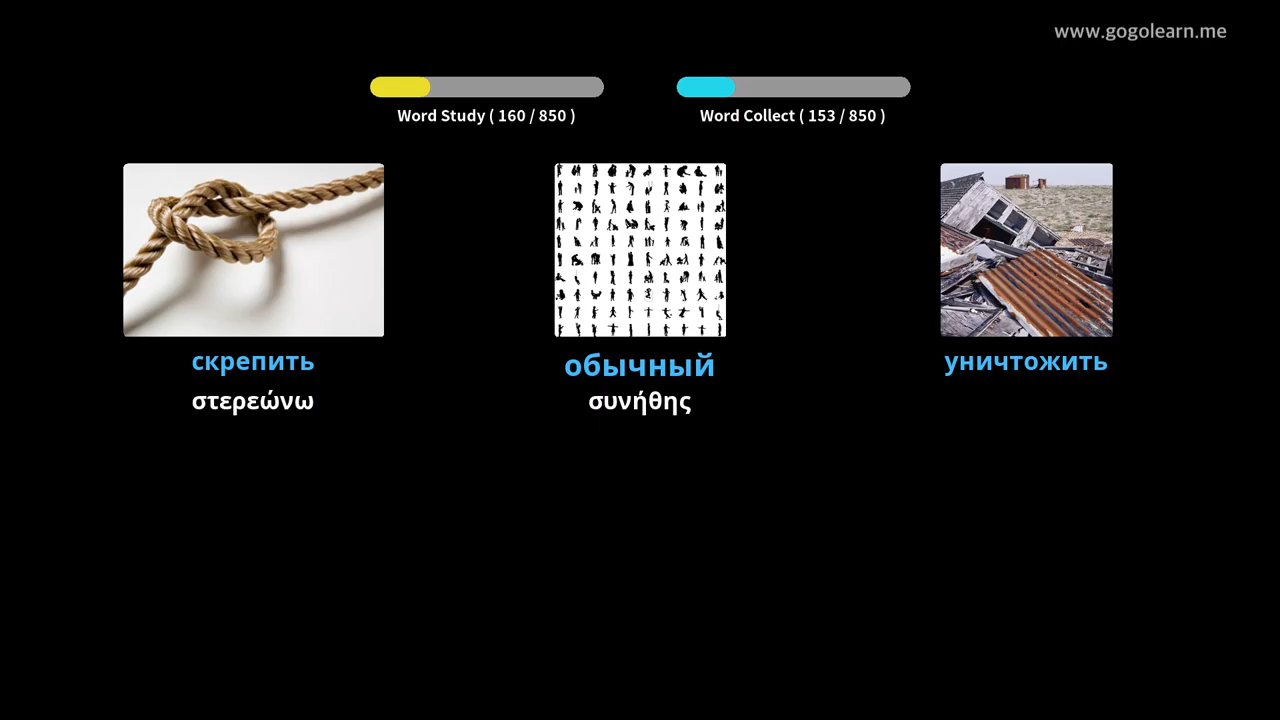 www.gogolearn.me
Word Study ( 160 / 850 )
Word Collect ( 153 / 850 )
скрепить
στερεώνω
обычный
συνήθης
уничтожить